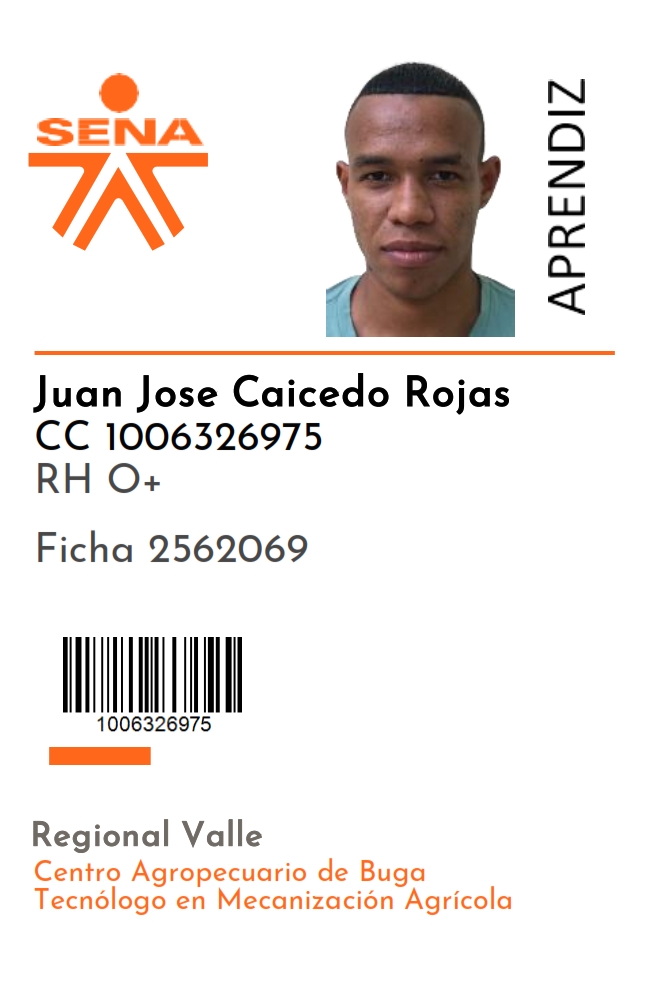 SENA
APRENDIZ
Juan Jose Caicedo Rojas
CC 1006326975
RH O+
Ficha 2562069
1006326975
Regional Valle
Centro Agropecuario de Buga
Tecnólogo en Mecanización Agrícola